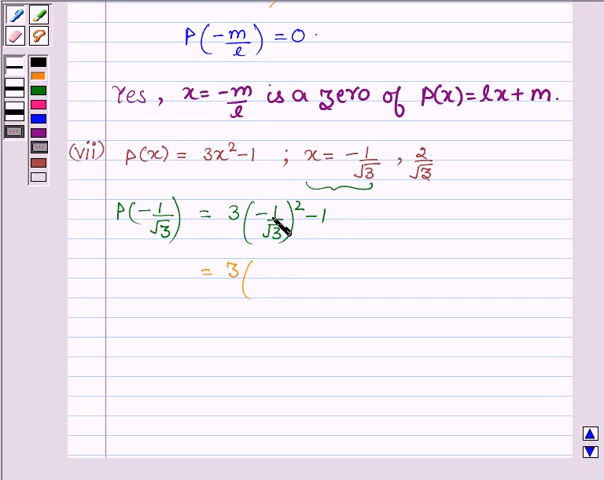 P(-m/l) = 0.
Yes, x = -m/l is a zero of P(x) = lx + m.
(vii) P(x) = 3x² - 1 ; x = -1/√3, 2/√3
P(-1/√3) = 3(-1/√3)² - 1
= 3(